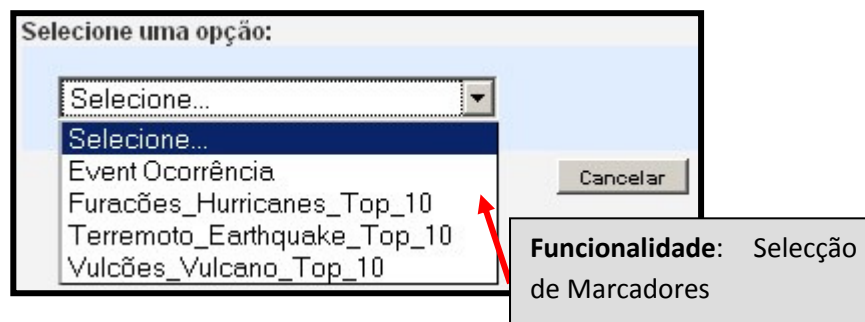 Selecione uma opção:
Selecione...
Selecione...
Event Ocorrência
Furacões_Hurricanes_Top_10
Terremoto_Earthquake_Top_10
Vulcões_Vulcano_Top_10
Cancelar
Funcionalidade: Selecção
de Marcadores